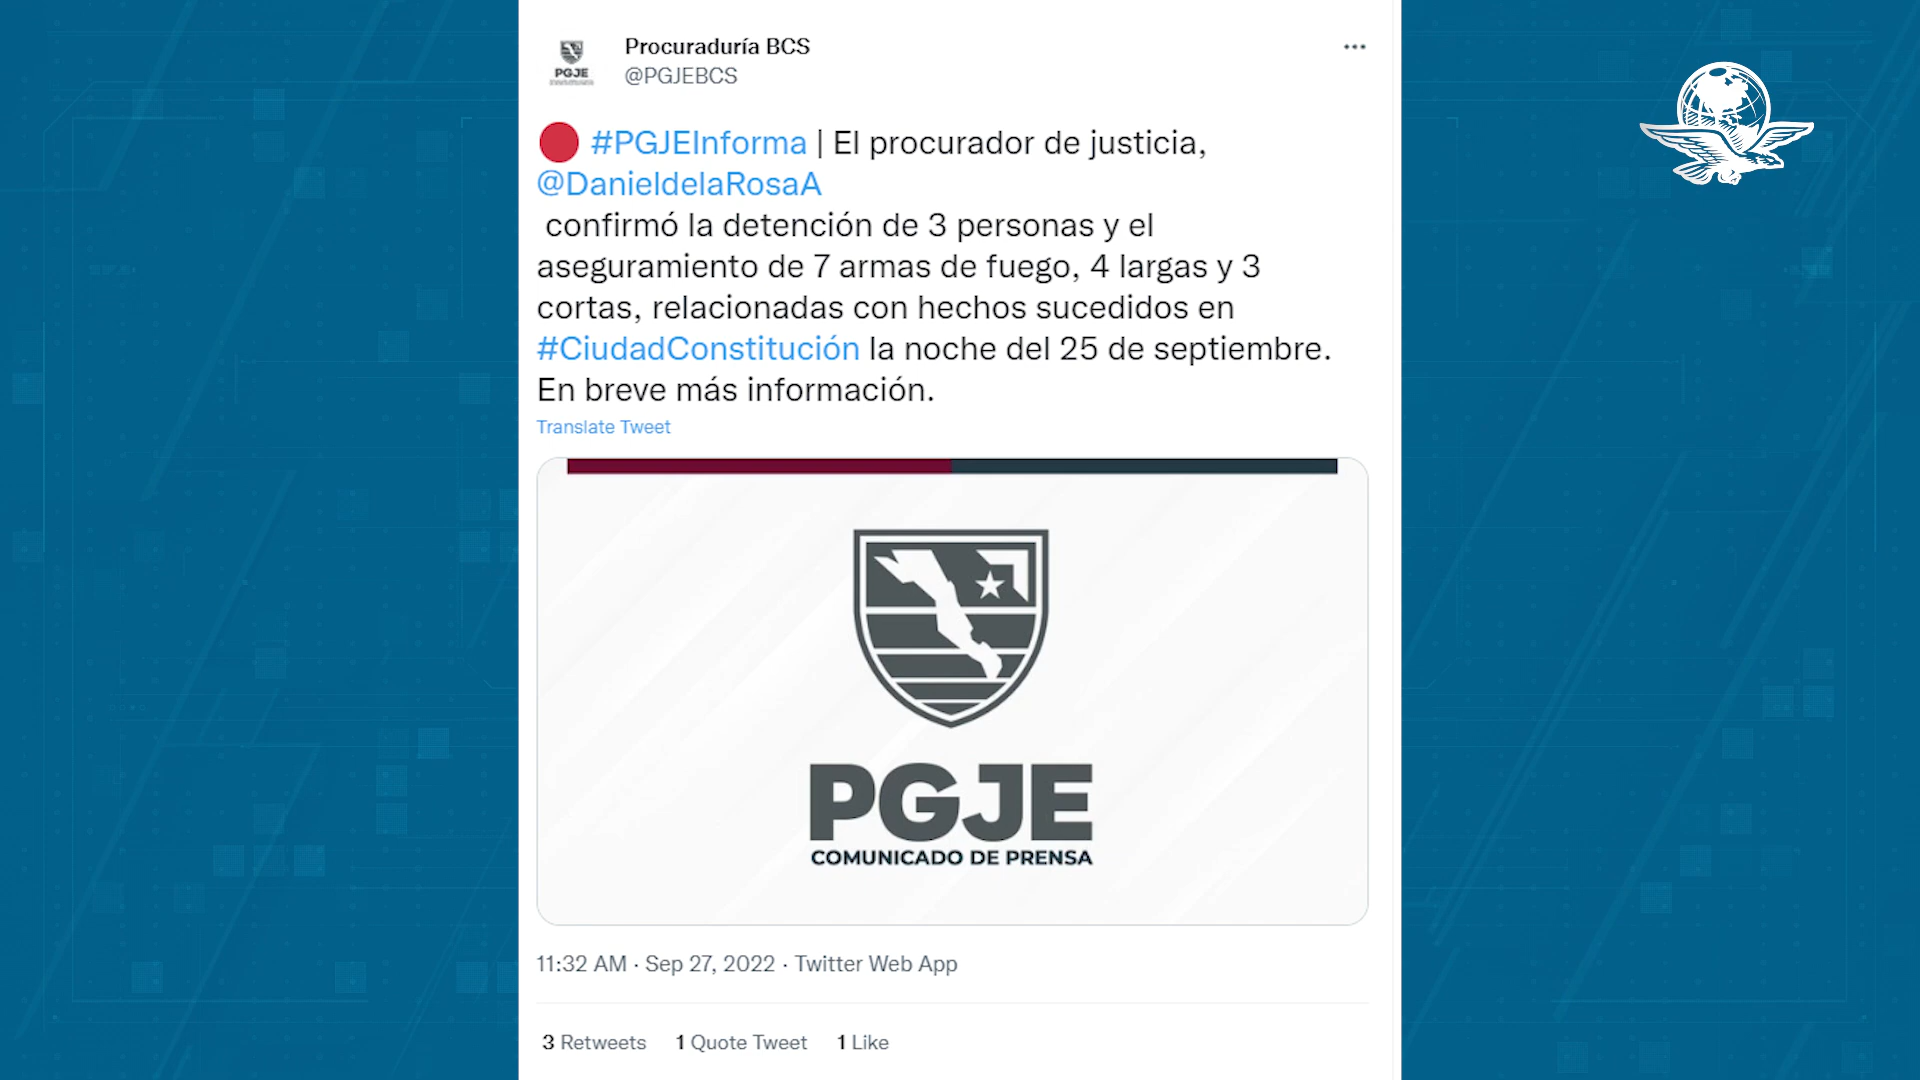 Procuraduría BCS
@PGJEBCS
PGJE
#PGJEInforma | El procurador de justicia,
@DanieldelaRosaA
confirmó la detención de 3 personas y el
aseguramiento de 7 armas de fuego, 4 largas y 3
cortas, relacionadas con hechos sucedidos en
#CiudadConstitución la noche del 25 de septiembre.
En breve más información.
Translate Tweet
PGJE
COMUNICADO DE PRENSA
11:32 AM · Sep 27, 2022 · Twitter Web App
3 Retweets 1 Quote Tweet 1 Like